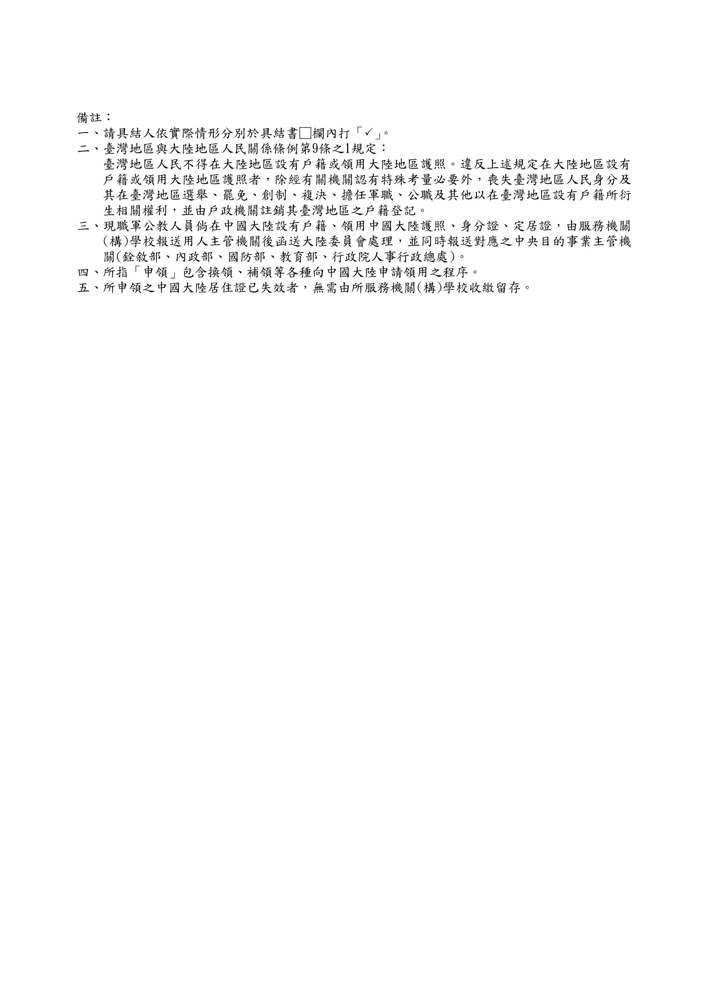 備註：
一、請具結人依實際情形分別於具結書□欄內打「✓」。
二、臺灣地區與大陸地區人民關係條例第9條之1規定：
臺灣地區人民不得在大陸地區設有戶籍或領用大陸地區護照。違反上述規定在大陸地區設有
戶籍或領用大陸地區護照者，除經有關機關認有特殊考量必要外，喪失臺灣地區人民身分及
其在臺灣地區選舉、罷免、創制、複決、擔任軍職、公職及其他以在臺灣地區設有戶籍所衍
生相關權利，並由戶政機關註銷其臺灣地區之戶籍登記。
三、現職軍公教人員倘在中國大陸設有戶籍、領用中國大陸護照、身分證、定居證，由服務機關
(構)學校報送用人主管機關後函送大陸委員會處理，並同時報送對應之中央目的事業主管機
關(銓敘部、內政部、國防部、教育部、行政院人事行政總處)。
四、所指「申領」包含換領、補領等各種向中國大陸申請領用之程序。
五、所申領之中國大陸居住證已失效者，無需由所服務機關(構)學校收繳留存。